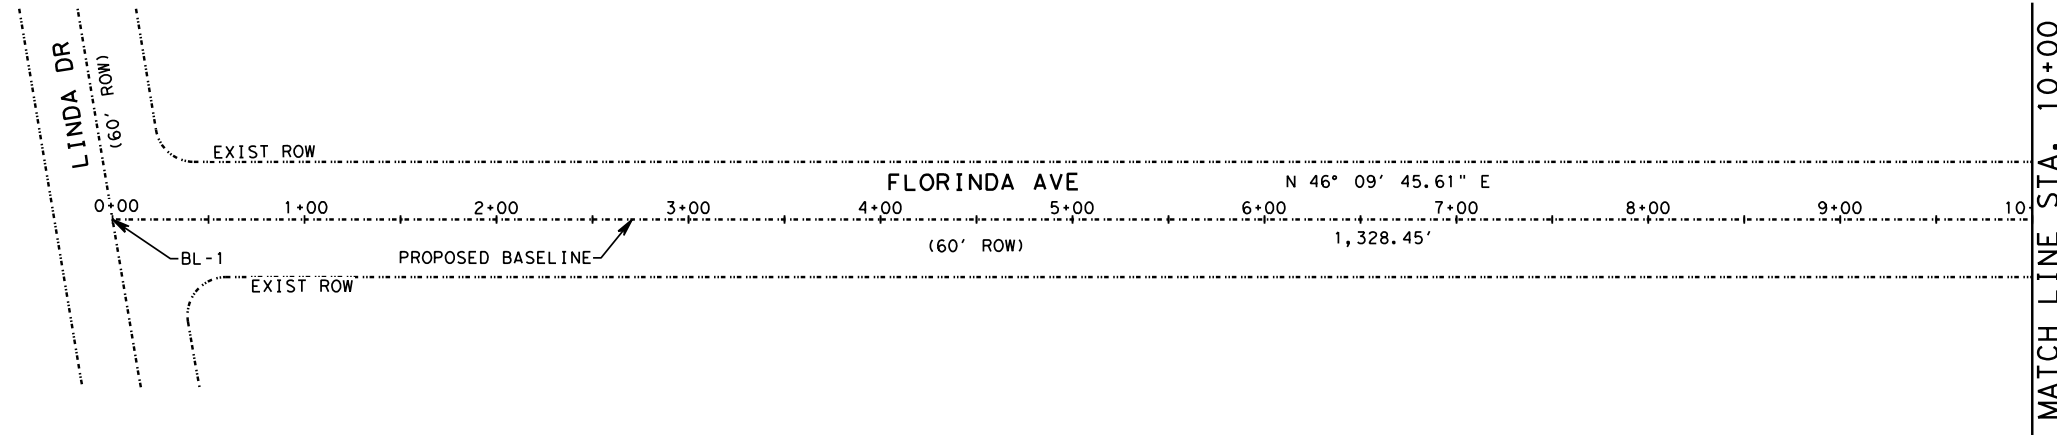 LINDA DR
(60' ROW)
EXIST ROW
FLORINDA AVE
N 46° 09' 45.61" E
0+00
1+00
2+00
3+00
4+00
5+00
6+00
7+00
8+00
9+00
10
(60' ROW)
1,328.45'
BL-1
PROPOSED BASELINE
EXIST ROW
MATCH LINE STA. 10+00